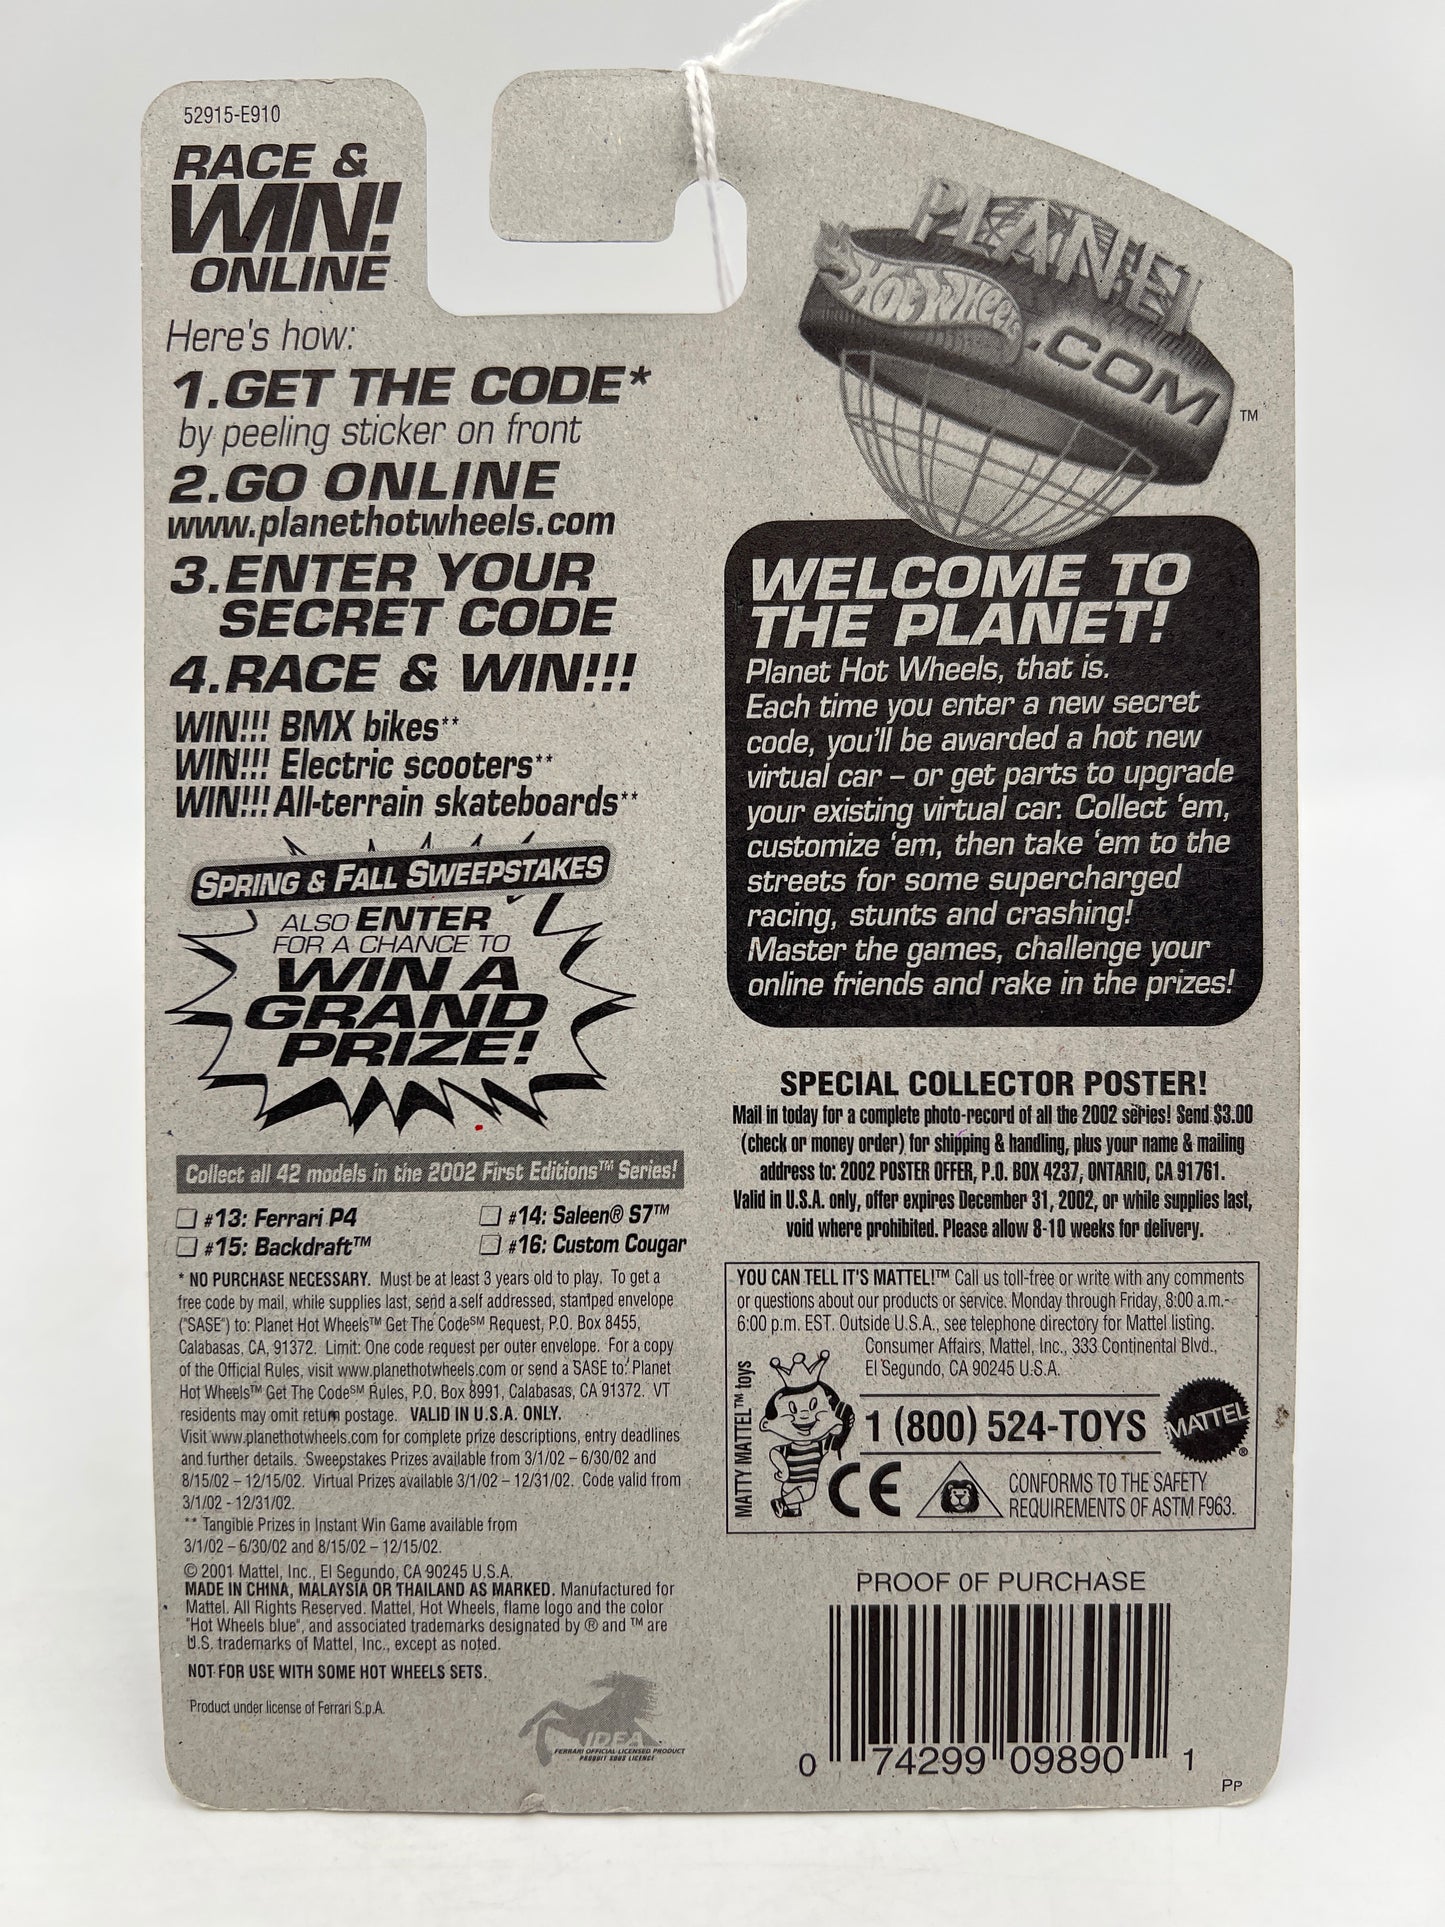 52915-E910
RACE &
WIN!
ONLINE
Here's how:
1.GET THE CODE*
by peeling sticker on front
2.GO ONLINE
www.planethotwheels.com
3.ENTER YOUR
SECRET CODE
4.RACE & WIN!!!
WIN!!! BMX bikes**
WIN!!! Electric scooters**
WIN!!! All-terrain skateboards**
SPRING & FALL SWEEPSTAKES
ALSO ENTER
FOR A CHANCE TO
WIN A
GRAND
PRIZE!
Collect all 42 models in the 2002 First Editions™ Series!
#13: Ferrari P4
#14: Saleen® S7™
#15: Backdraft™
#16: Custom Cougar
* NO PURCHASE NECESSARY. Must be at least 3 years old to play. To get a
free code by mail, while supplies last, send a self addressed, stamped envelope
("SASE") to: Planet Hot Wheels™ Get The Code℠ Request, P.O. Box 8455,
Calabasas, CA, 91372. Limit: One code request per outer envelope. For a copy
of the Official Rules, visit www.planethotwheels.com or send a SASE to: Planet
Hot Wheels™ Get The Code℠ Rules, P.O. Box 8991, Calabasas, CA 91372. VT
residents may omit return postage. VALID IN U.S.A. ONLY.
Visit www.planethotwheels.com for complete prize descriptions, entry deadlines
and further details. Sweepstakes Prizes available from 3/1/02 – 6/30/02 and
8/15/02 – 12/15/02. Virtual Prizes available 3/1/02 – 12/31/02. Code valid from
3/1/02 - 12/31/02.
** Tangible Prizes in Instant Win Game available from
3/1/02 – 6/30/02 and 8/15/02 – 12/15/02.
© 2001 Mattel, Inc., El Segundo, CA 90245 U.S.A.
MADE IN CHINA, MALAYSIA OR THAILAND AS MARKED. Manufactured for
Mattel. All Rights Reserved. Mattel, Hot Wheels, flame logo and the color
"Hot Wheels blue", and associated trademarks designated by ® and ™ are
U.S. trademarks of Mattel, Inc., except as noted.
NOT FOR USE WITH SOME HOT WHEELS SETS.
Product under license of Ferrari S.p.A.
IDEA
FERRARI OFFICIAL LICENSED PRODUCT
PRODUIT SOUS LICENCE
PLANET
HOT WHEELS
.COM
™
WELCOME TO
THE PLANET!
Planet Hot Wheels, that is.
Each time you enter a new secret
code, you'll be awarded a hot new
virtual car – or get parts to upgrade
your existing virtual car. Collect 'em,
customize 'em, then take 'em to the
streets for some supercharged
racing, stunts and crashing!
Master the games, challenge your
online friends and rake in the prizes!
SPECIAL COLLECTOR POSTER!
Mail in today for a complete photo-record of all the 2002 series! Send $3.00
(check or money order) for shipping & handling, plus your name & mailing
address to: 2002 POSTER OFFER, P.O. BOX 4237, ONTARIO, CA 91761.
Valid in U.S.A. only, offer expires December 31, 2002, or while supplies last,
void where prohibited. Please allow 8-10 weeks for delivery.
YOU CAN TELL IT'S MATTEL!™ Call us toll-free or write with any comments
or questions about our products or service. Monday through Friday, 8:00 a.m.-
6:00 p.m. EST. Outside U.S.A., see telephone directory for Mattel listing.
Consumer Affairs, Mattel, Inc., 333 Continental Blvd.,
El Segundo, CA 90245 U.S.A.
MATTY MATTEL™ toys
1 (800) 524-TOYS
MATTEL
®
CE
CONFORMS TO THE SAFETY
REQUIREMENTS OF ASTM F963.
PROOF OF PURCHASE
0 74299 09890 1
PP